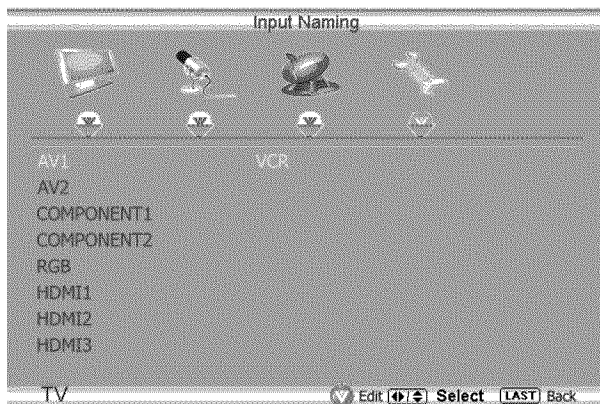 Input Naming
AV1 VCR
AV2
COMPONENT1
COMPONENT2
RGB
HDMI1
HDMI2
HDMI3
TV Edit Select LAST Back